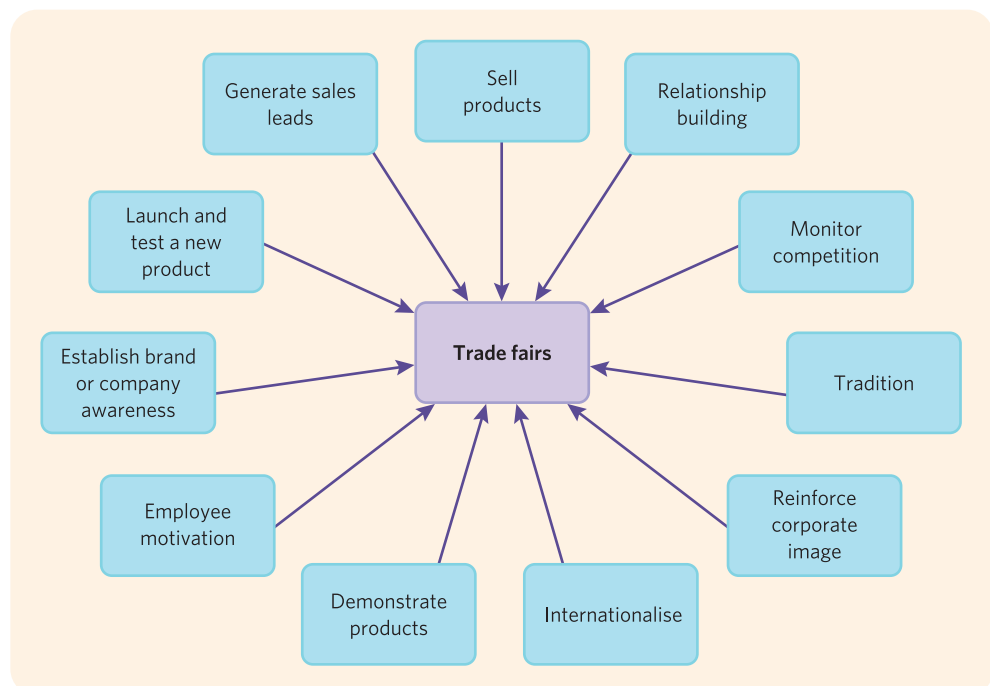 Generate sales
leads
Sell
products
Relationship
building
Launch and
test a new
product
Monitor
competition
Establish brand
or company
awareness
Trade fairs
Tradition
Employee
motivation
Reinforce
corporate
image
Demonstrate
products
Internationalise